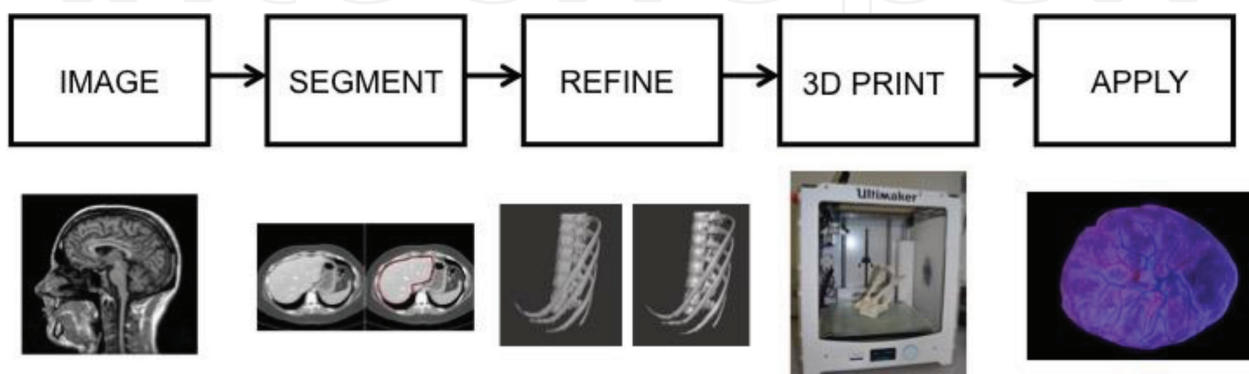 IMAGE
SEGMENT
REFINE
3D PRINT
APPLY
Ultimaker